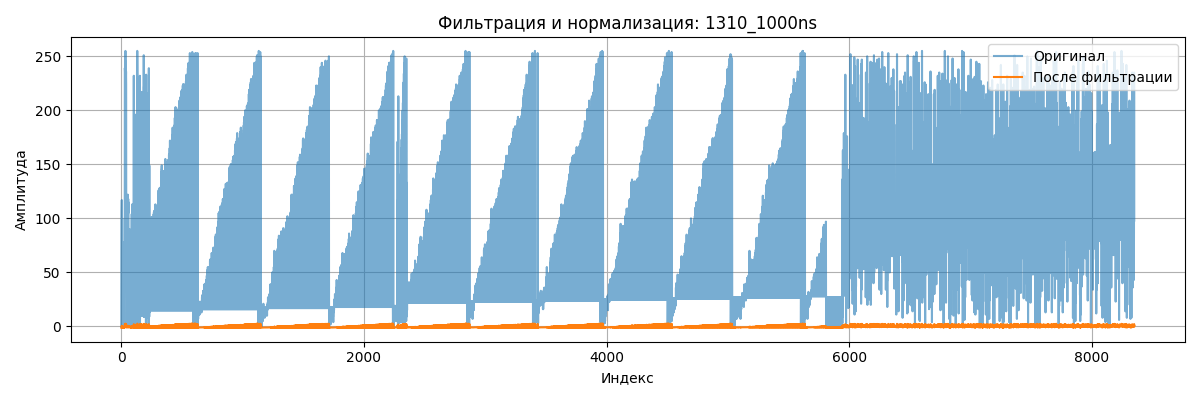 Фильтрация и нормализация: 1310_1000ns
Оригинал
После фильтрации
Амплитуда
250
200
150
100
50
0
0 2000 4000 6000 8000
Индекс